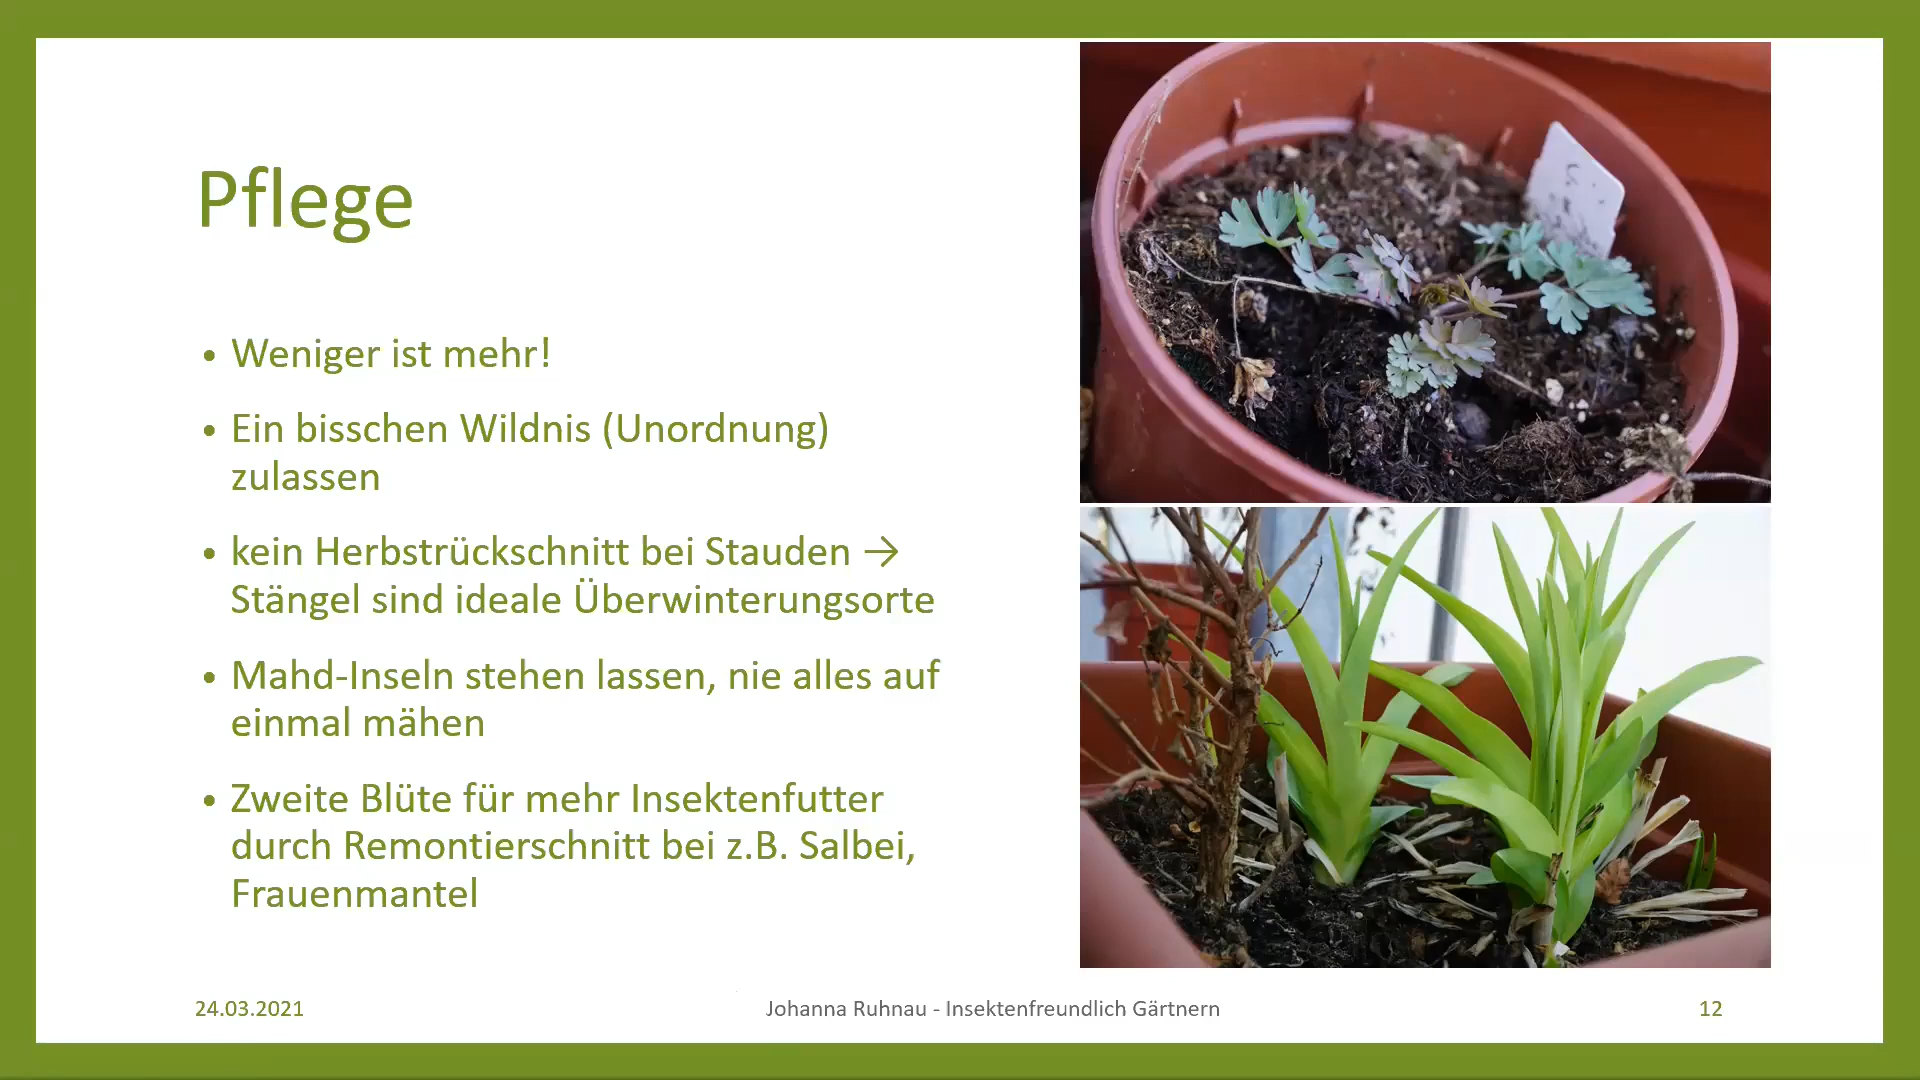 Pflege
• Weniger ist mehr!
• Ein bisschen Wildnis (Unordnung)
zulassen
• kein Herbstrückschnitt bei Stauden →
Stängel sind ideale Überwinterungsorte
• Mahd-Inseln stehen lassen, nie alles auf
einmal mähen
• Zweite Blüte für mehr Insektenfutter
durch Remontierschnitt bei z.B. Salbei,
Frauenmantel
24.03.2021
Johanna Ruhnau - Insektenfreundlich Gärtnern
12